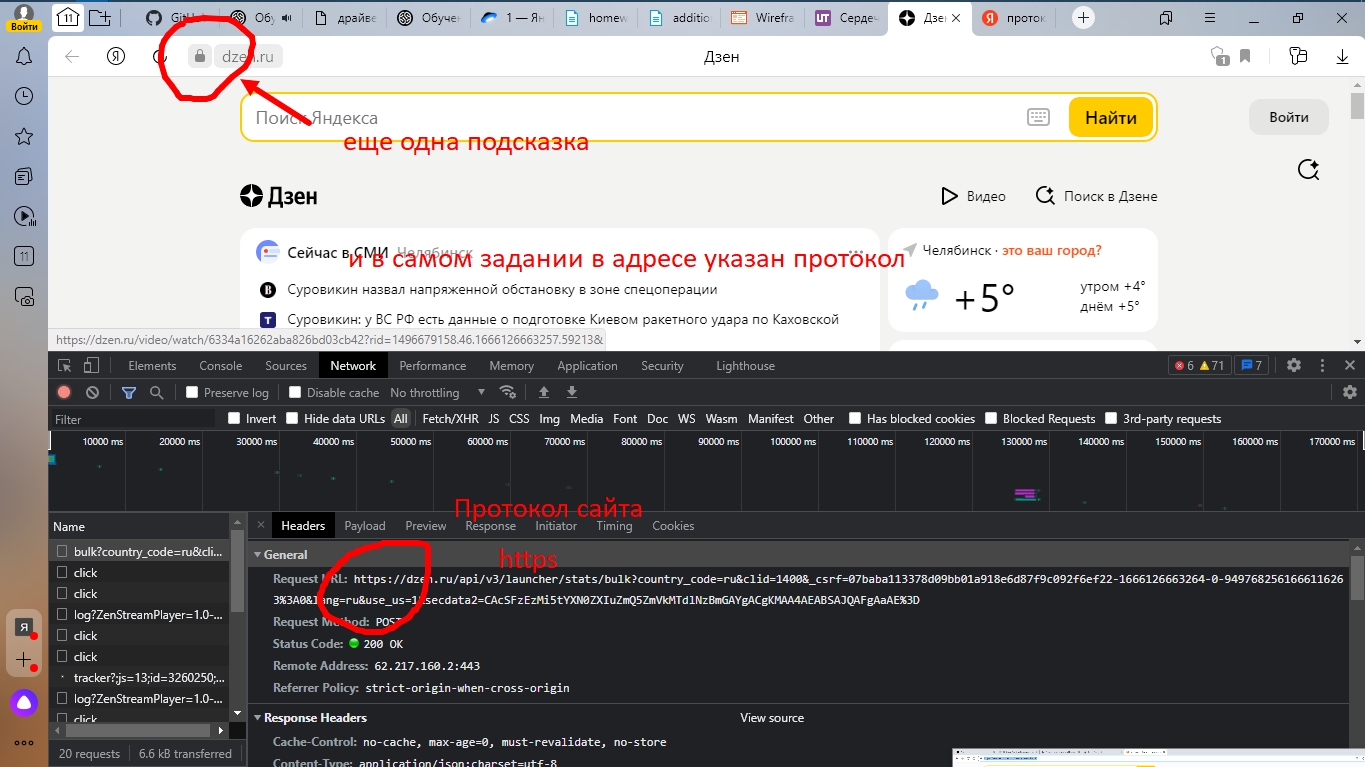 Войти
11
GitHub
Обу
драйве
Обучен
1 — Ян
homew
addition
Wirefra
UT Сердеч
Дзе
Я проток
Я dzen.ru
Дзен
1
Поиск Яндекса
Найти
Войти
еще одна подсказка
Дзен
Видео
Поиск в Дзене
Сейчас в СМИ Челябинск
Челябинск · это ваш город?
и в самом задании в адресе указан протокол
В Суровикин назвал напряженной обстановку в зоне спецоперации
+5°
утром +4°
днём +5°
Т Суровикин: у ВС РФ есть данные о подготовке Киевом ракетного удара по Каховской
https://dzen.ru/video/watch/6334a16262aba826bd03cb42?rid=1496679158.46.1666126663257.59213&
11
Elements Console Sources Network Performance Memory Application Security Lighthouse
6 71 7
Preserve log Disable cache No throttling
Filter Invert Hide data URLs All Fetch/XHR JS CSS Img Media Font Doc WS Wasm Manifest Other Has blocked cookies Blocked Requests 3rd-party requests
10000 ms 20000 ms 30000 ms 40000 ms 50000 ms 60000 ms 70000 ms 80000 ms 90000 ms 100000 ms 110000 ms 120000 ms 130000 ms 140000 ms 150000 ms 160000 ms 170000 ms
Протокол сайта
https
Name
bulk?country_code=ru&cli...
click
click
log?ZenStreamPlayer=1.0-...
click
click
tracker?js=13;id=3260250;...
log?ZenStreamPlayer=1.0-...
click
20 requests 6.6 kB transferred
Я
Headers Payload Preview Response Initiator Timing Cookies
General
Request URL: https://dzen.ru/api/v3/launcher/stats/bulk?country_code=ru&clid=1400&_csrf=07baba113378d09bb01a918e6d87f9c092f6ef22-1666126663264-0-949768256166611626
3%3A0&lang=ru&use_us=1&secdata2=CAcSFzEzMi5tYXN0ZXIuZmQ5ZmVkMTdlNzBmGAYgACgKMAA4AEABSAJQAFgAaAE%3D
Request Method: POST
Status Code: 200 OK
Remote Address: 62.217.160.2:443
Referrer Policy: strict-origin-when-cross-origin
Response Headers View source
Cache-Control: no-cache, max-age=0, must-revalidate, no-store
Content-Type: application/json;charset=utf-8